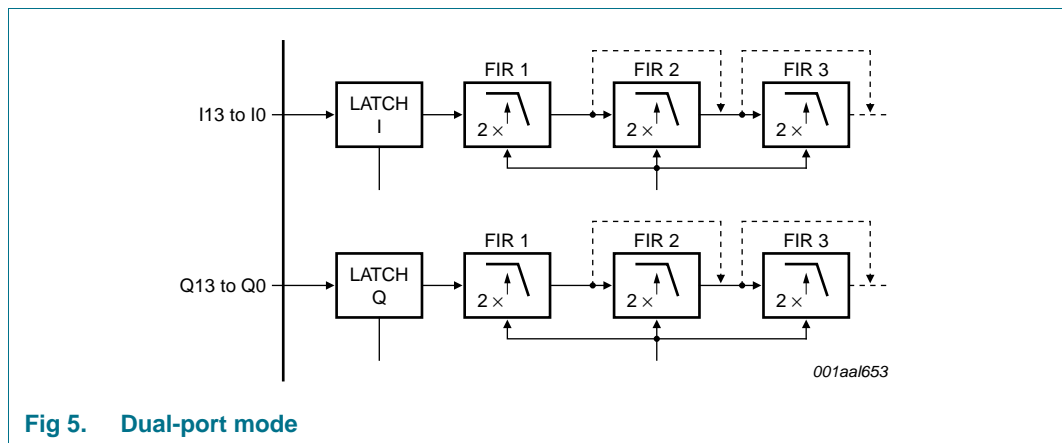 FIR 1 FIR 2 FIR 3
I13 to I0
LATCH
I
2 × 2 × 2 ×
FIR 1 FIR 2 FIR 3
Q13 to Q0
LATCH
Q
2 × 2 × 2 ×
001aal653
Fig 5. Dual-port mode